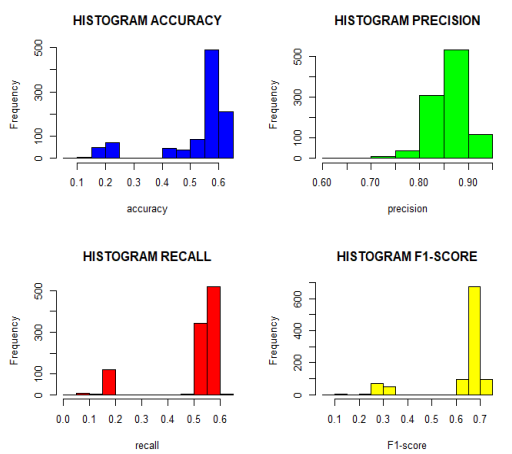 HISTOGRAM ACCURACY
Frequency
500
300
100
0
0.1 0.2 0.3 0.4 0.5 0.6
accuracy
HISTOGRAM PRECISION
Frequency
500
300
100
0
0.60 0.70 0.80 0.90
precision
HISTOGRAM RECALL
Frequency
500
300
100
0
0.0 0.1 0.2 0.3 0.4 0.5 0.6
recall
HISTOGRAM F1-SCORE
Frequency
600
400
200
0
0.1 0.2 0.3 0.4 0.5 0.6 0.7
F1-score